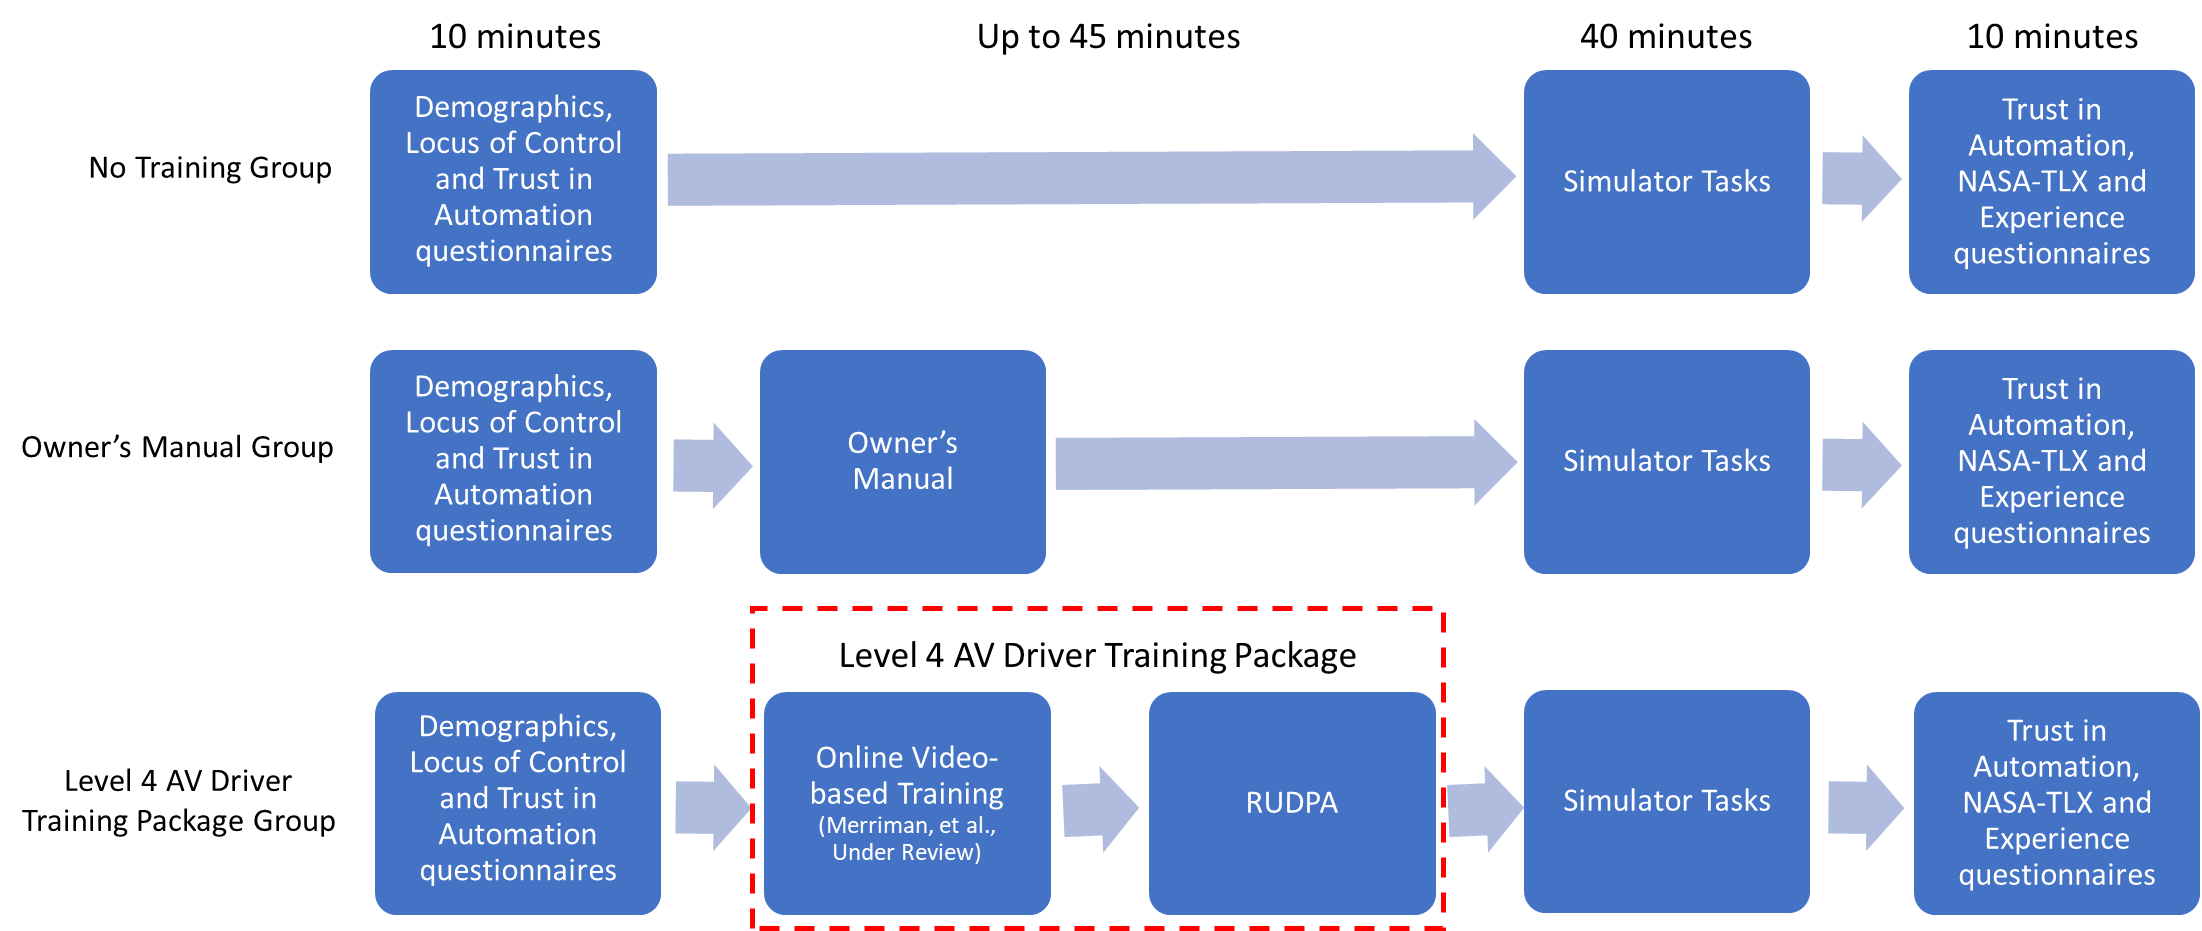 10 minutes
Up to 45 minutes
40 minutes
10 minutes
No Training Group
Demographics,
Locus of Control
and Trust in
Automation
questionnaires
Simulator Tasks
Trust in
Automation,
NASA-TLX and
Experience
questionnaires
Owner’s Manual Group
Demographics,
Locus of Control
and Trust in
Automation
questionnaires
Owner’s
Manual
Simulator Tasks
Trust in
Automation,
NASA-TLX and
Experience
questionnaires
Level 4 AV Driver Training Package
Level 4 AV Driver
Training Package Group
Demographics,
Locus of Control
and Trust in
Automation
questionnaires
Online Video-
based Training
(Merriman, et al.,
Under Review)
RUDPA
Simulator Tasks
Trust in
Automation,
NASA-TLX and
Experience
questionnaires